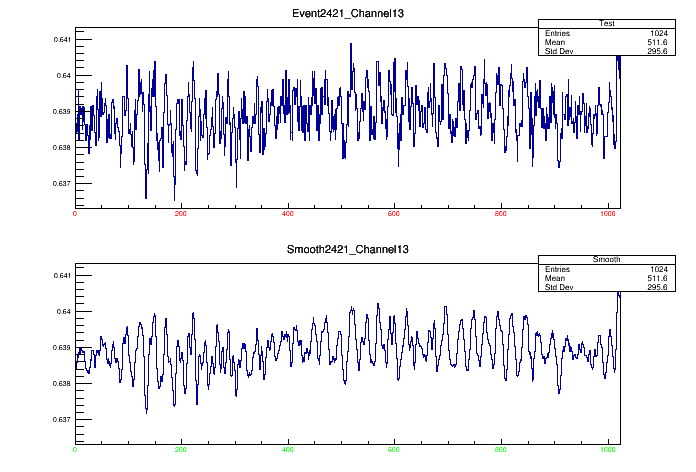 Event2421_Channel13
Test
Entries 1024
Mean 511.6
Std Dev 295.6
0.641
0.64
0.639
0.638
0.637
0 200 400 600 800 1000
Smooth2421_Channel13
Smooth
Entries 1024
Mean 511.6
Std Dev 295.6
0.641
0.64
0.639
0.638
0.637
0 200 400 600 800 1000